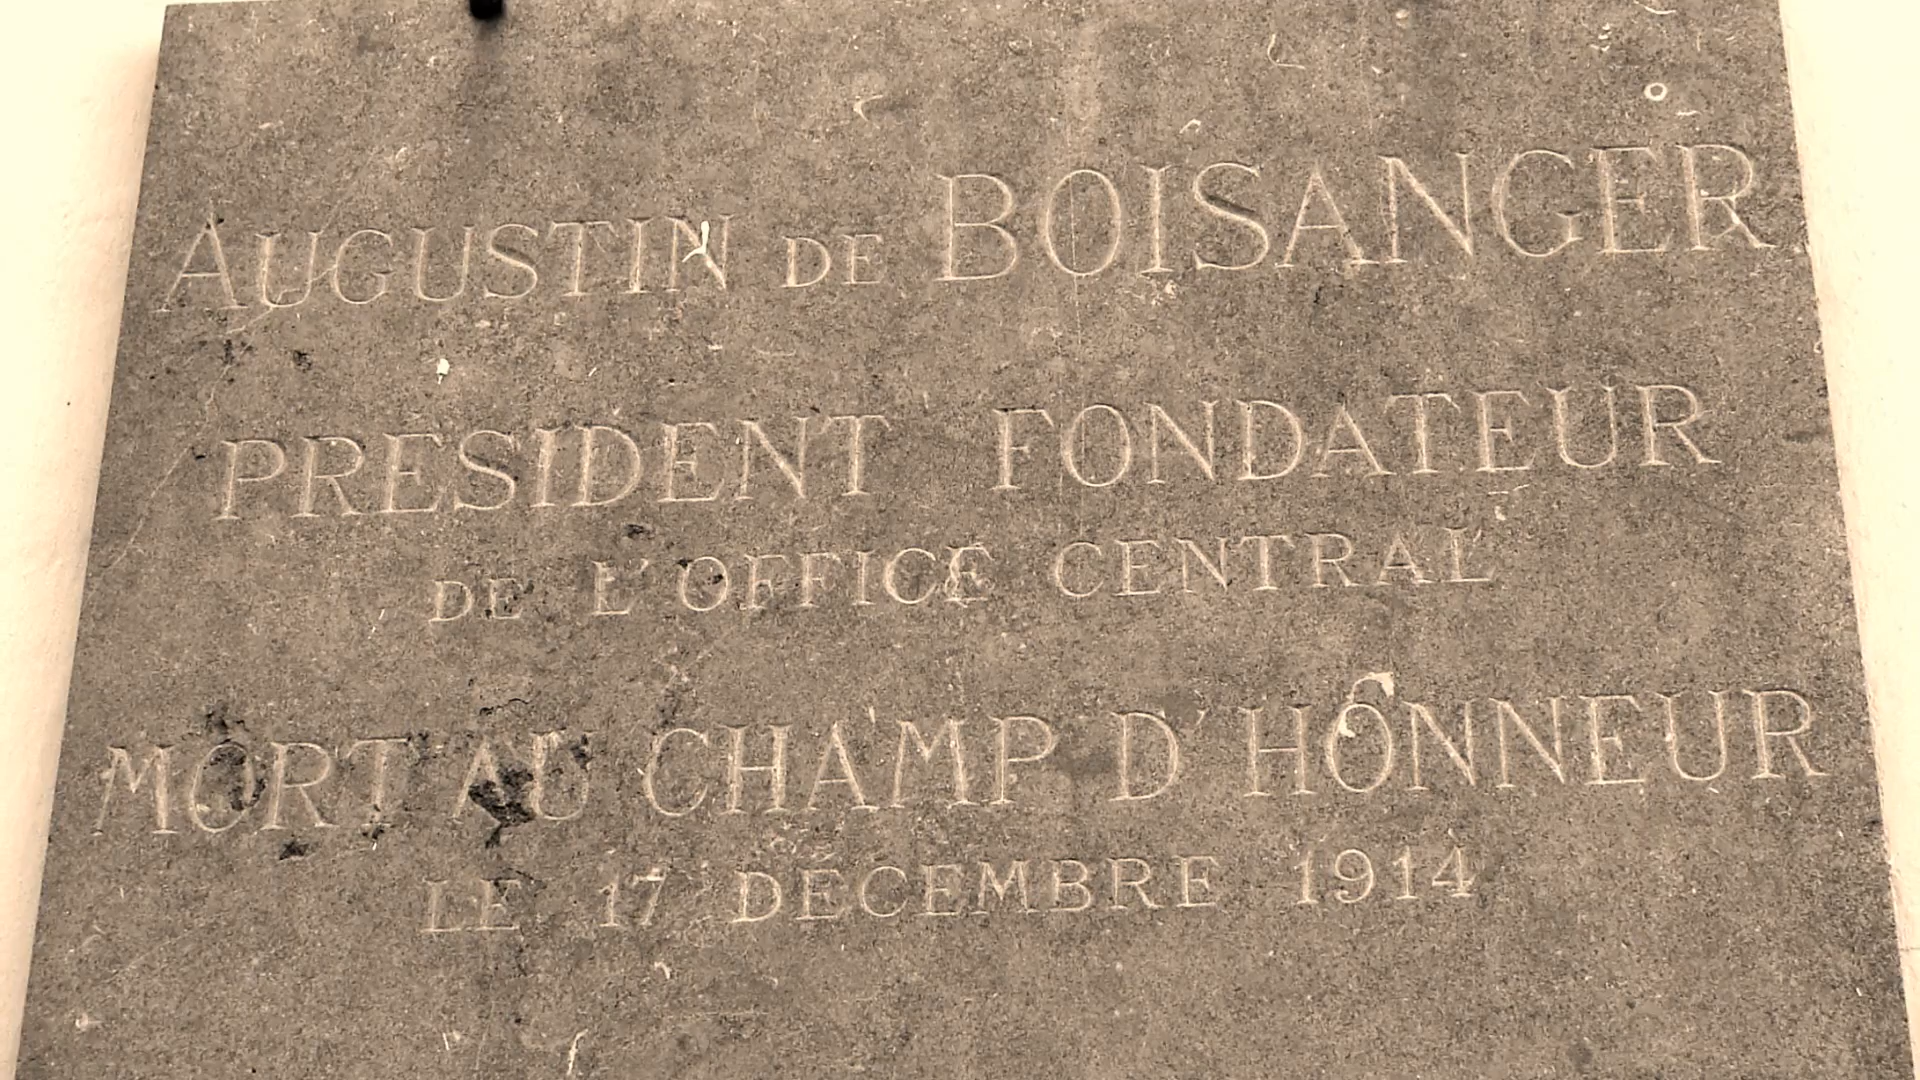 AUGUSTIN DE BOISANGER
PRESIDENT FONDATEUR
DE L'OFFICE CENTRAL
MORT AU CHAMP D'HONNEUR
LE 17 DECEMBRE 1914